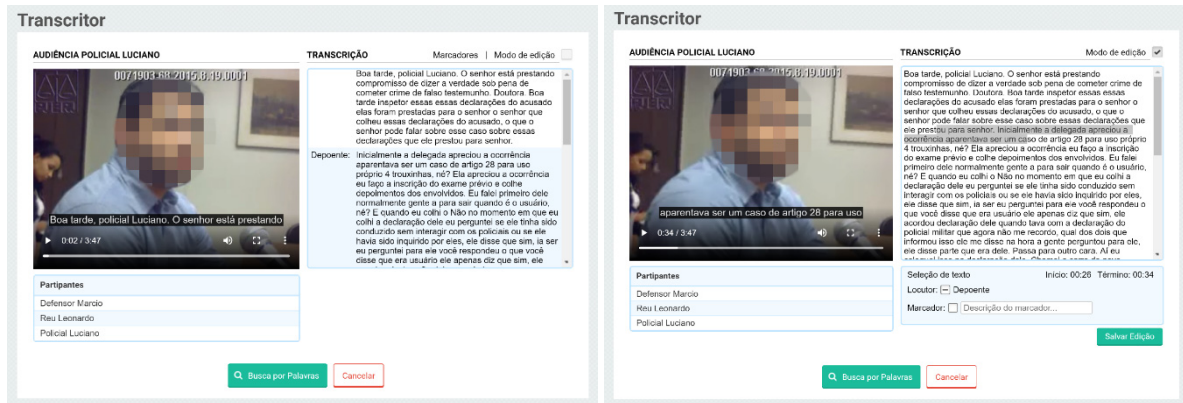 Transcritor
AUDIÊNCIA POLICIAL LUCIANO
0071903-68.2015.8.19.0001
PJERJ
Boa tarde, policial Luciano. O senhor está prestando
0:02 / 3:47
Partipantes
Defensor Marcio
Reu Leonardo
Policial Luciano
TRANSCRIÇÃO Marcadores | Modo de edição
Boa tarde, policial Luciano. O senhor está prestando
compromisso de dizer a verdade sob pena de
cometer crime de falso testemunho. Doutora. Boa
tarde inspetor essas essas declarações do acusado
elas foram prestadas para o senhor o senhor que
colheu essas declarações do acusado, o que o
senhor pode falar sobre esse caso sobre essas
declarações que ele prestou para senhor.
Depoente: Inicialmente a delegada apreciou a ocorrência
aparentava ser um caso de artigo 28 para uso
próprio 4 trouxinhas, né? Ela apreciou a ocorrência
eu faço a inscrição do exame prévio e colhe
depoimentos dos envolvidos. Eu falei primeiro dele
normalmente gente a para sair quando é o usuário,
né? E quando eu colhi o Não no momento em que eu
colhi a declaração dele eu perguntei se ele tinha sido
conduzido sem interagir com os policiais ou se ele
havia sido inquirido por eles, ele disse que sim, ia ser
eu perguntei para ele você respondeu o que você
disse que era usuário ele apenas diz que sim, ele
Busca por Palavras Cancelar
Transcritor
AUDIÊNCIA POLICIAL LUCIANO
0071903-68.2015.8.19.0001
PJERJ
aparentava ser um caso de artigo 28 para uso
0:34 / 3:47
Partipantes
Defensor Marcio
Reu Leonardo
Policial Luciano
TRANSCRIÇÃO Modo de edição
Boa tarde, policial Luciano. O senhor está prestando
compromisso de dizer a verdade sob pena de cometer crime de
falso testemunho. Doutora. Boa tarde inspetor essas essas
declarações do acusado elas foram prestadas para o senhor o
senhor que colheu essas declarações do acusado, o que o
senhor pode falar sobre esse caso sobre essas declarações que
ele prestou para senhor. Inicialmente a delegada apreciou a
ocorrência aparentava ser um caso de artigo 28 para uso próprio
4 trouxinhas, né? Ela apreciou a ocorrência eu faço a inscrição
do exame prévio e colhe depoimentos dos envolvidos. Eu falei
primeiro dele normalmente gente a para sair quando é o usuário,
né? E quando eu colhi o Não no momento em que eu colhi a
declaração dele eu perguntei se ele tinha sido conduzido sem
interagir com os policiais ou se ele havia sido inquirido por eles,
ele disse que sim, ia ser eu perguntei para ele você respondeu o
que você disse que era usuário ele apenas diz que sim, ele
acordou declaração dele quando tava com a declaração do
policial militar que agora não me recordo, qual dos dois que
informou isso ele me disse na hora a gente perguntou para ele,
ele disse parte que era dele. Passa para outro cara. Aí eu
Seleção de texto Início: 00:26 Término: 00:34
Locutor: Depoente
Marcador: Descrição do marcador...
Salvar Edição
Busca por Palavras Cancelar